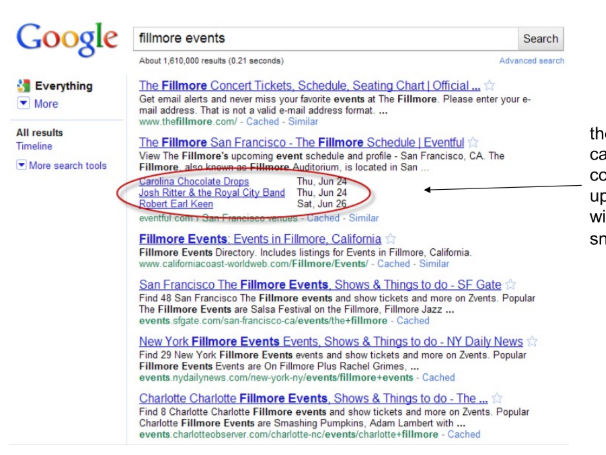 Google
fillmore events
Search
About 1,610,000 results (0.21 seconds)
Advanced search
Everything
More
All results
Timeline
More search tools
The Fillmore Concert Tickets, Schedule, Seating Chart | Official ...
Get email alerts and never miss your favorite events at The Fillmore. Please enter your e-
mail address. That is not a valid e-mail address format. ...
www.thefillmore.com/ - Cached - Similar
The Fillmore San Francisco - The Fillmore Schedule | Eventful
View The Fillmore's upcoming event schedule and profile - San Francisco, CA. The
Fillmore, also known as Fillmore Auditorium, is located in San ...
Carolina Chocolate Drops Thu, Jun 24
Josh Ritter & the Royal City Band Thu, Jun 24
Robert Earl Keen Sat, Jun 26
eventful.com › San Francisco venues - Cached - Similar
Fillmore Events: Events in Fillmore, California
Fillmore Events Directory. Includes listings for Events in Fillmore, California.
www.californiacoast-worldweb.com/Fillmore/Events/ - Cached - Similar
San Francisco The Fillmore Events, Shows & Things to do - SF Gate
Find 48 San Francisco The Fillmore events and show tickets and more on Zvents. Popular
The Fillmore Events are Salsa Festival on the Fillmore, Fillmore Jazz ...
events.sfgate.com/san-francisco-ca/events/the+fillmore - Cached
New York Fillmore Events Events, Shows & Things to do - NY Daily News
Find 29 New York Fillmore Events events and show tickets and more on Zvents. Popular
Fillmore Events Events are On Fillmore Plus Rachel Grimes, ...
events.nydailynews.com/new-york-ny/events/fillmore+events - Cached
Charlotte Charlotte Fillmore Events, Shows & Things to do - The ...
Find 8 Charlotte Charlotte Fillmore events and show tickets and more on Zvents. Popular
Charlotte Fillmore Events are Smashing Pumpkins, Adam Lambert with ...
events.charlotteobserver.com/charlotte-nc/events/charlotte+fillmore - Cached